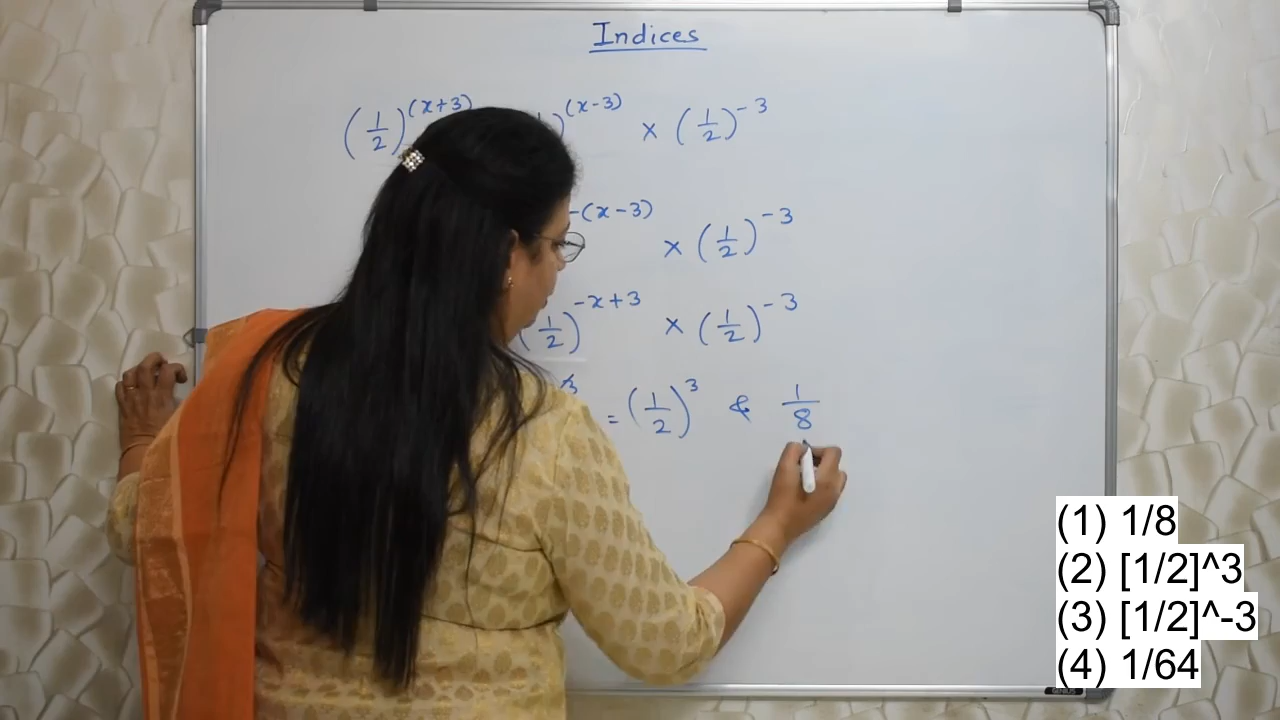 Indices
(1/2)^(x+3) )^(x-3) × (1/2)^-3
-(x-3) × (1/2)^-3
(1/2)^-x+3 × (1/2)^-3
3 = (1/2)^3 & 1/8
(1) 1/8
(2) [1/2]^3
(3) [1/2]^-3
(4) 1/64